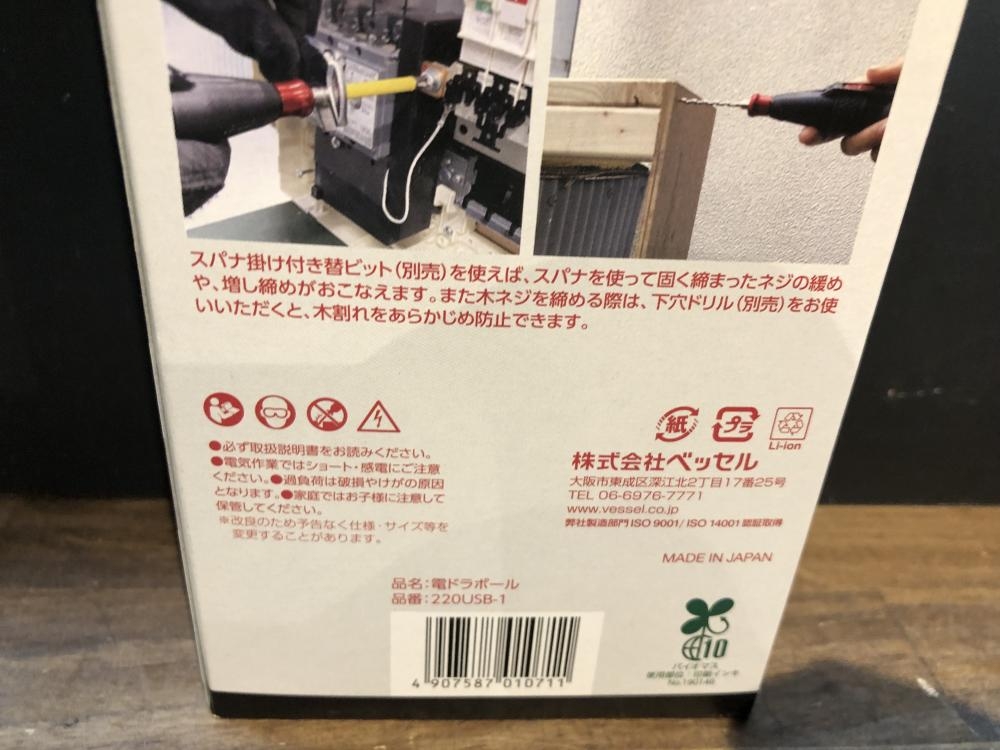 スパナ掛け付き替ビット(別売)を使えば、スパナを使って固く締まったネジの緩め
や、増し締めがおこなえます。また木ネジを締める際は、下穴ドリル(別売)をお使
いいただくと、木割れをあらかじめ防止できます。
●必ず取扱説明書をお読みください。
●電気作業ではショート・感電にご注意
ください。●過負荷は破損やけがの原因
となります。●家庭ではお子様に注意して
保管してください。
※改良のため予告なく仕様・サイズ等を
変更することがあります。
紙
プラ
Li-ion
株式会社ベッセル
大阪市東成区深江北2丁目17番25号
TEL 06-6976-7771
www.vessel.co.jp
弊社製造部門 ISO 9001/ ISO 14001 認証取得
MADE IN JAPAN
品名:電ドラボール
品番:220USB-1
4 907587 010711
10
バイオマス
No.190148